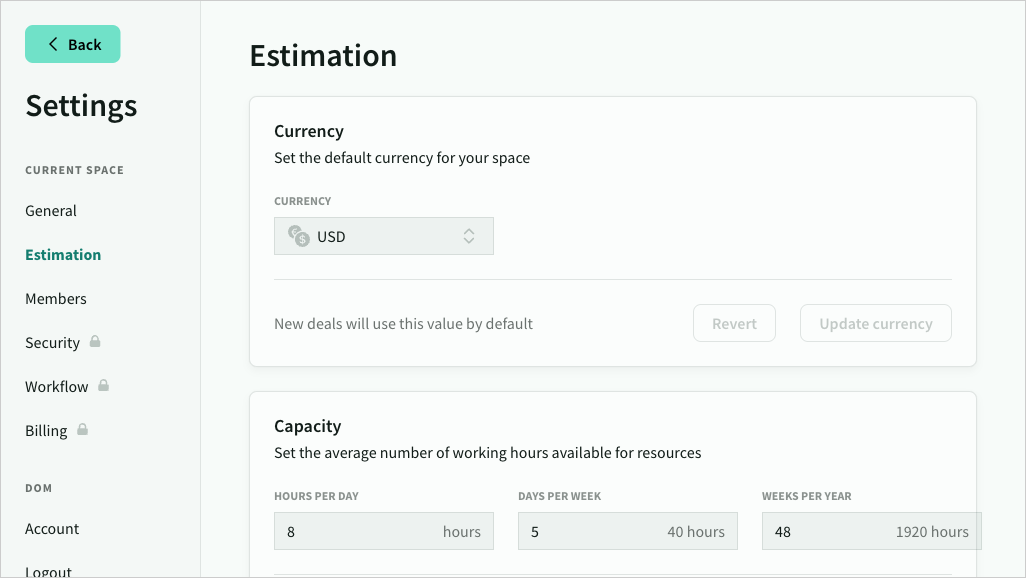 Back
Settings
CURRENT SPACE
General
Estimation
Members
Security
Workflow
Billing
DOM
Account
Logout
Estimation
Currency
Set the default currency for your space
CURRENCY
USD
New deals will use this value by default
Revert
Update currency
Capacity
Set the average number of working hours available for resources
HOURS PER DAY
DAYS PER WEEK
WEEKS PER YEAR
8 hours
5 40 hours
48 1920 hours